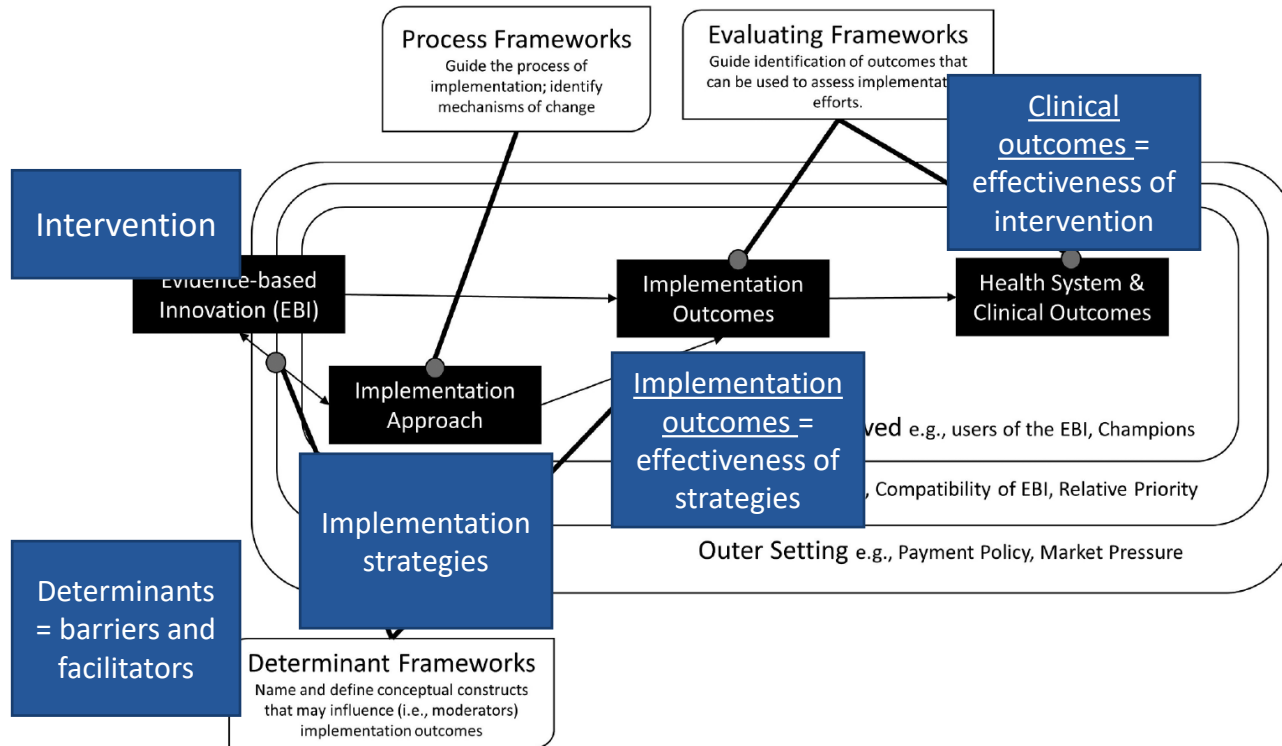 Process Frameworks
Guide the process of
implementation; identify
mechanisms of change
Evaluating Frameworks
Guide identification of outcomes that
can be used to assess implementat
efforts.
Clinical
outcomes =
effectiveness of
intervention
Intervention
Evidence-based
Innovation (EBI)
Implementation
Outcomes
Health System &
Clinical Outcomes
Implementation
Approach
Implementation
outcomes =
effectiveness of
strategies
ved e.g., users of the EBI, Champions
, Compatibility of EBI, Relative Priority
Implementation
strategies
Outer Setting e.g., Payment Policy, Market Pressure
Determinants
= barriers and
facilitators
Determinant Frameworks
Name and define conceptual constructs
that may influence (i.e., moderators)
implementation outcomes